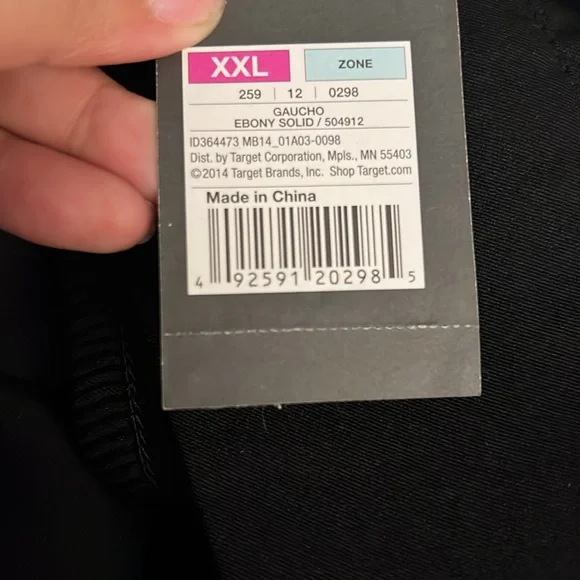 XXL ZONE
259 | 12 | 0298
GAUCHO
EBONY SOLID / 504912
ID364473 MB14_01A03-0098
Dist. by Target Corporation, Mpls., MN 55403
©2014 Target Brands, Inc. Shop Target.com
Made in China
4 92591 20298 5